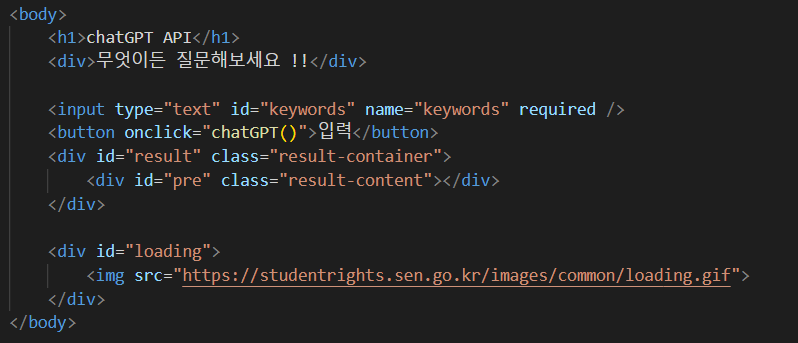 <body>
<h1>chatGPT API</h1>
<div>무엇이든 질문해보세요 !!</div>
<input type="text" id="keywords" name="keywords" required />
<button onclick="chatGPT()">입력</button>
<div id="result" class="result-container">
<div id="pre" class="result-content"></div>
</div>
<div id="loading">
<img src="https://studentrights.sen.go.kr/images/common/loading.gif">
</div>
</body>